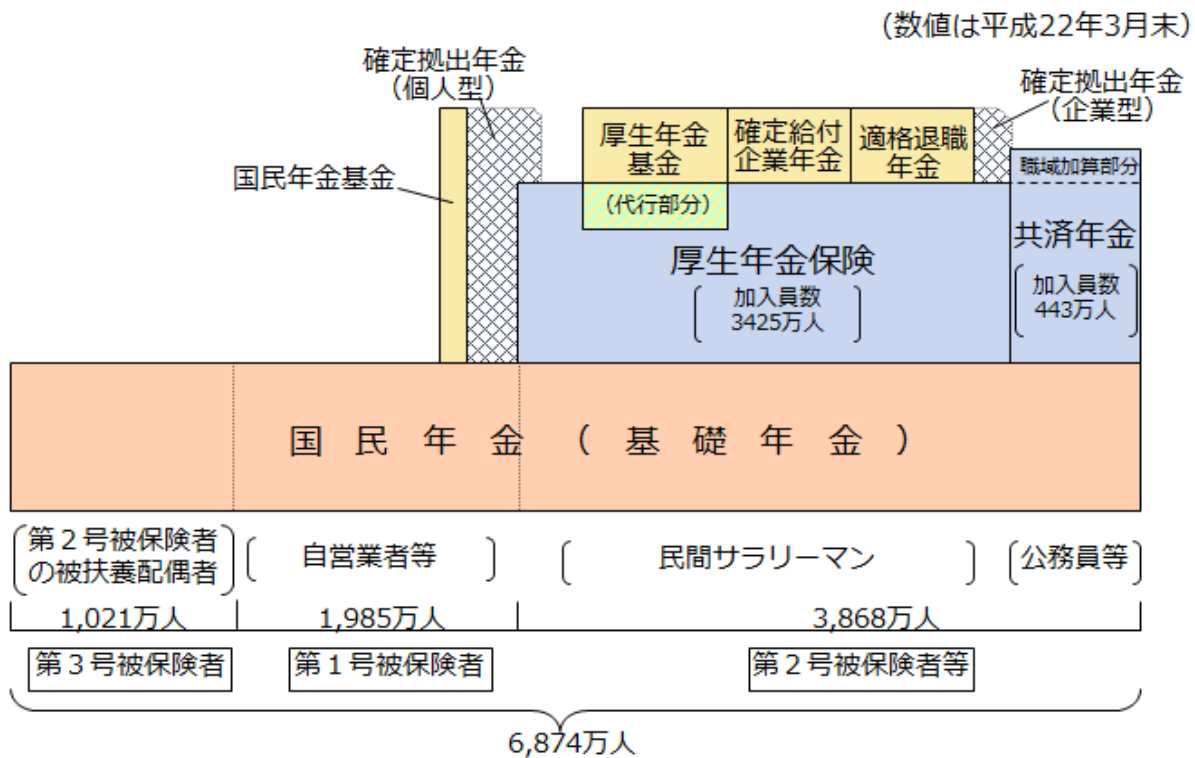 (数値は平成22年3月末)
確定拠出年金
(個人型)
確定拠出年金
(企業型)
厚生年金
基金
確定給付
企業年金
適格退職
年金
職域加算部分
国民年金基金
(代行部分)
共済年金
厚生年金保険
加入員数
3425万人
加入員数
443万人
国民年金(基礎年金)
第2号被保険者
の被扶養配偶者
自営業者等
民間サラリーマン
公務員等
1,021万人
1,985万人
3,868万人
第3号被保険者
第1号被保険者
第2号被保険者等
6,874万人